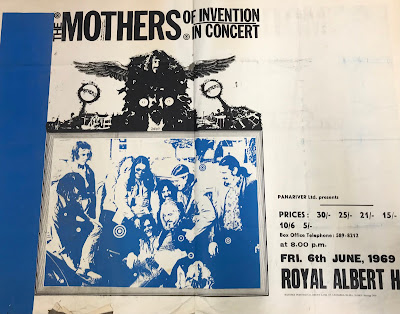 THE MOTHERS OF INVENTION
IN CONCERT
PANARIVER Ltd. presents
PRICES: 30/- 25/- 21/- 15/-
10/6 5/-
Box Office Telephone: 589-8212
at 8.00 p.m.
FRI. 6th JUNE, 1969
ROYAL ALBERT H